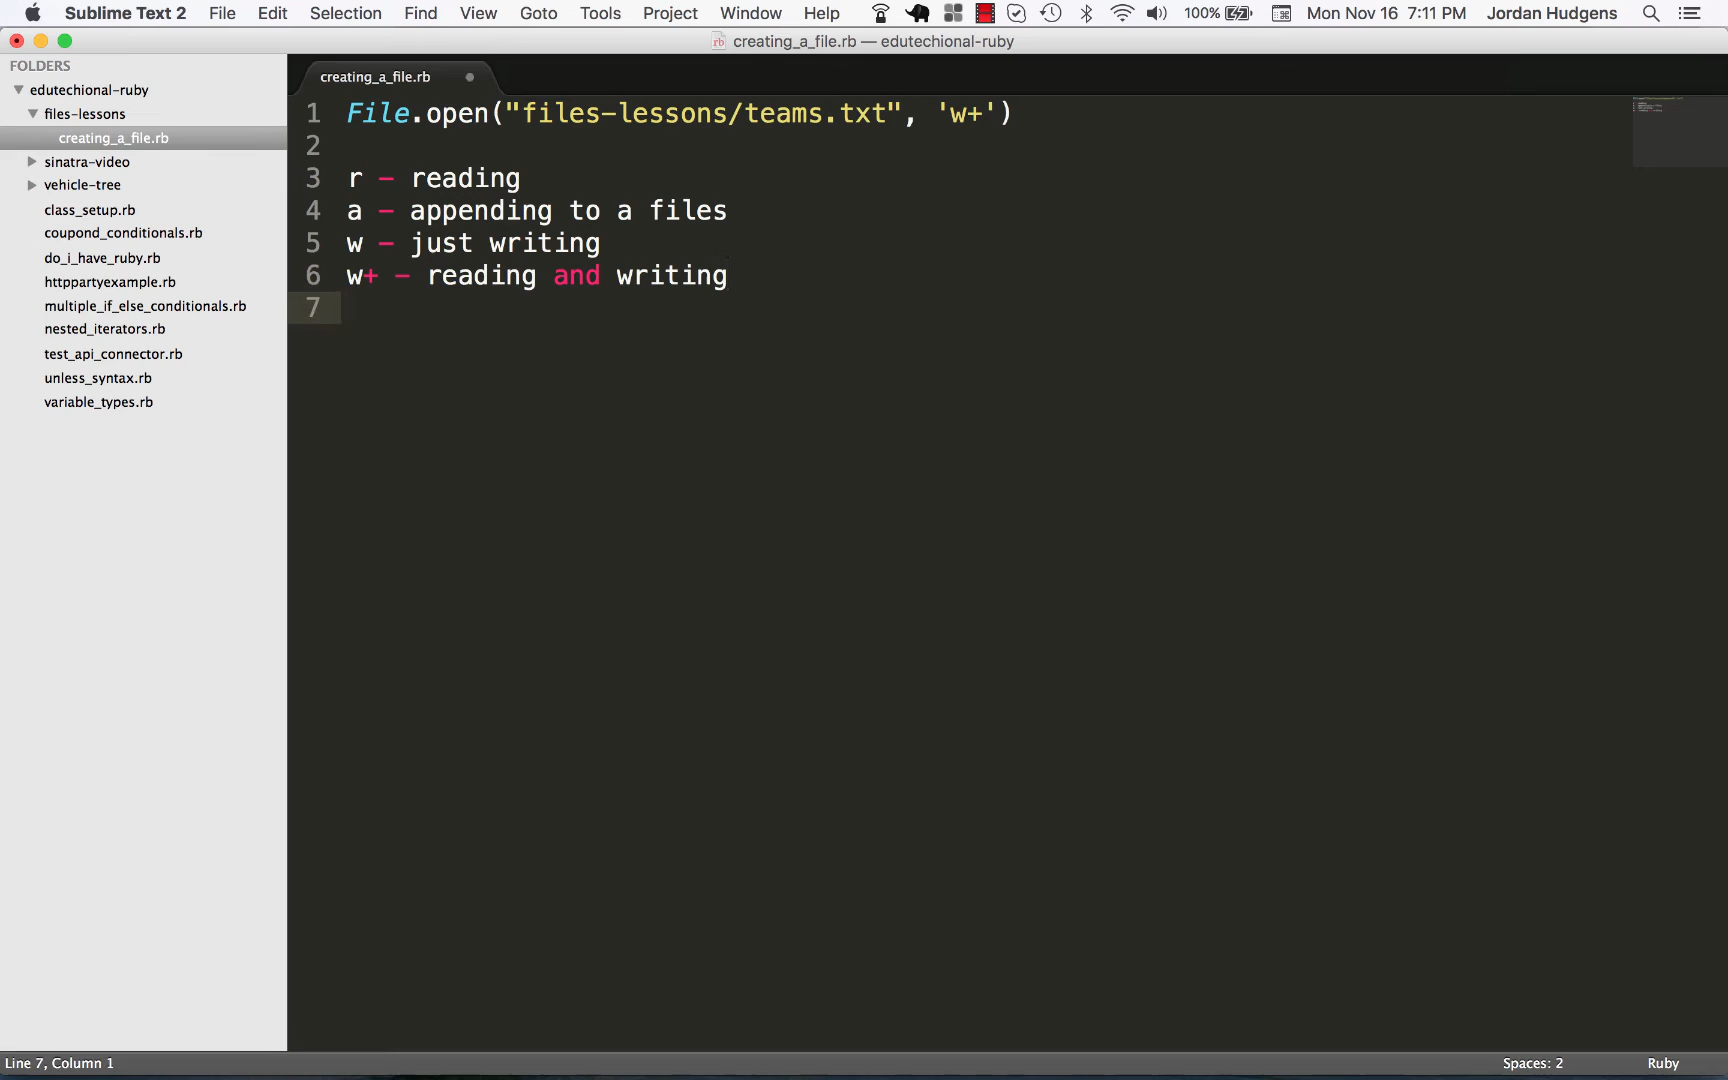 Sublime Text 2 File Edit Selection Find View Goto Tools Project Window Help 100% Mon Nov 16 7:11 PM Jordan Hudgens
creating_a_file.rb — edutechional-ruby
FOLDERS
edutechional-ruby
files-lessons
creating_a_file.rb
sinatra-video
vehicle-tree
class_setup.rb
coupond_conditionals.rb
do_i_have_ruby.rb
httppartyexample.rb
multiple_if_else_conditionals.rb
nested_iterators.rb
test_api_connector.rb
unless_syntax.rb
variable_types.rb
creating_a_file.rb
1 File.open("files-lessons/teams.txt", 'w+')
2
3 r - reading
4 a - appending to a files
5 w - just writing
6 w+ - reading and writing
7
Line 7, Column 1 Spaces: 2 Ruby